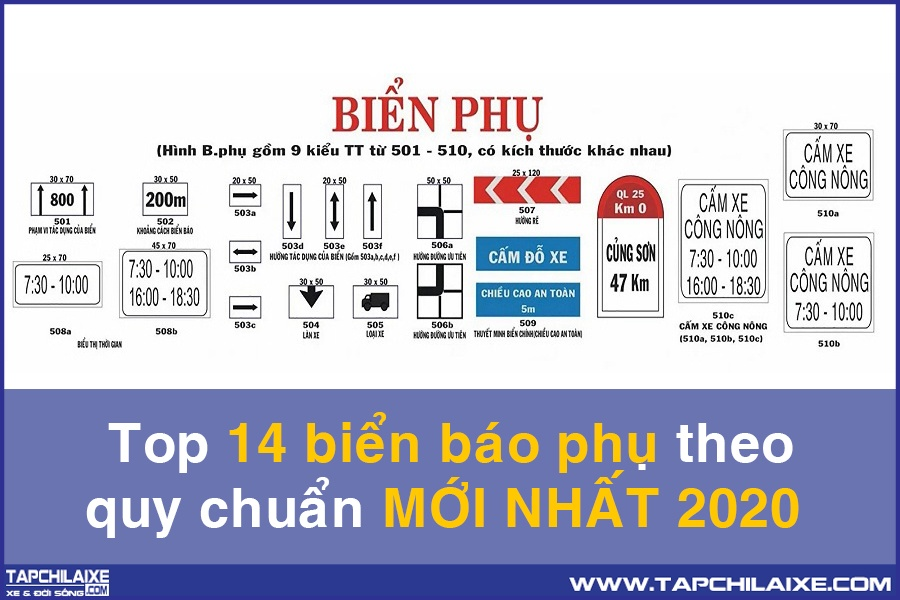 BIỂN PHỤ
(Hình B.phụ gồm 9 kiểu TT từ 501 - 510, có kích thước khác nhau)
30 x 70
800
501
PHẠM VI TÁC DỤNG CỦA BIỂN
30 x 50
200m
502
KHOẢNG CÁCH BIỂN BÁO
25 x 70
7:30 - 10:00
508a
45 x 70
7:30 - 10:00
16:00 - 18:30
508b
BIỂU THỊ THỜI GIAN
20 x 50
503a
503b
503c
20 x 50
503d
503e
503f
HƯỚNG TÁC DỤNG CỦA BIỂN (Gồm 503a,b,c,d,e,f )
30 x 50
504
LÀN XE
30 x 50
505
LOẠI XE
50 x 50
506a
HƯỚNG ĐƯỜNG ƯU TIÊN
506b
HƯỚNG ĐƯỜNG ƯU TIÊN
25 x 120
507
HƯỚNG RẼ
CẤM ĐỖ XE
CHIỀU CAO AN TOÀN
5m
509
THUYẾT MINH BIỂN CHÍNH(CHIỀU CAO AN TOÀN)
QL 25
Km 0
CỦNG SƠN
47 Km
CẤM XE
CÔNG NÔNG
7:30 - 10:00
16:00 - 18:30
510c
CẤM XE CÔNG NÔNG
(510a, 510b, 510c)
30 x 70
CẤM XE
CÔNG NÔNG
510a
CẤM XE
CÔNG NÔNG
7:30 - 10:00
510b
Top 14 biển báo phụ theo
quy chuẩn MỚI NHẤT 2020
TAPCHILAIXE
.COM
XE & ĐỜI SỐNG
WWW.TAPCHILAIXE.COM